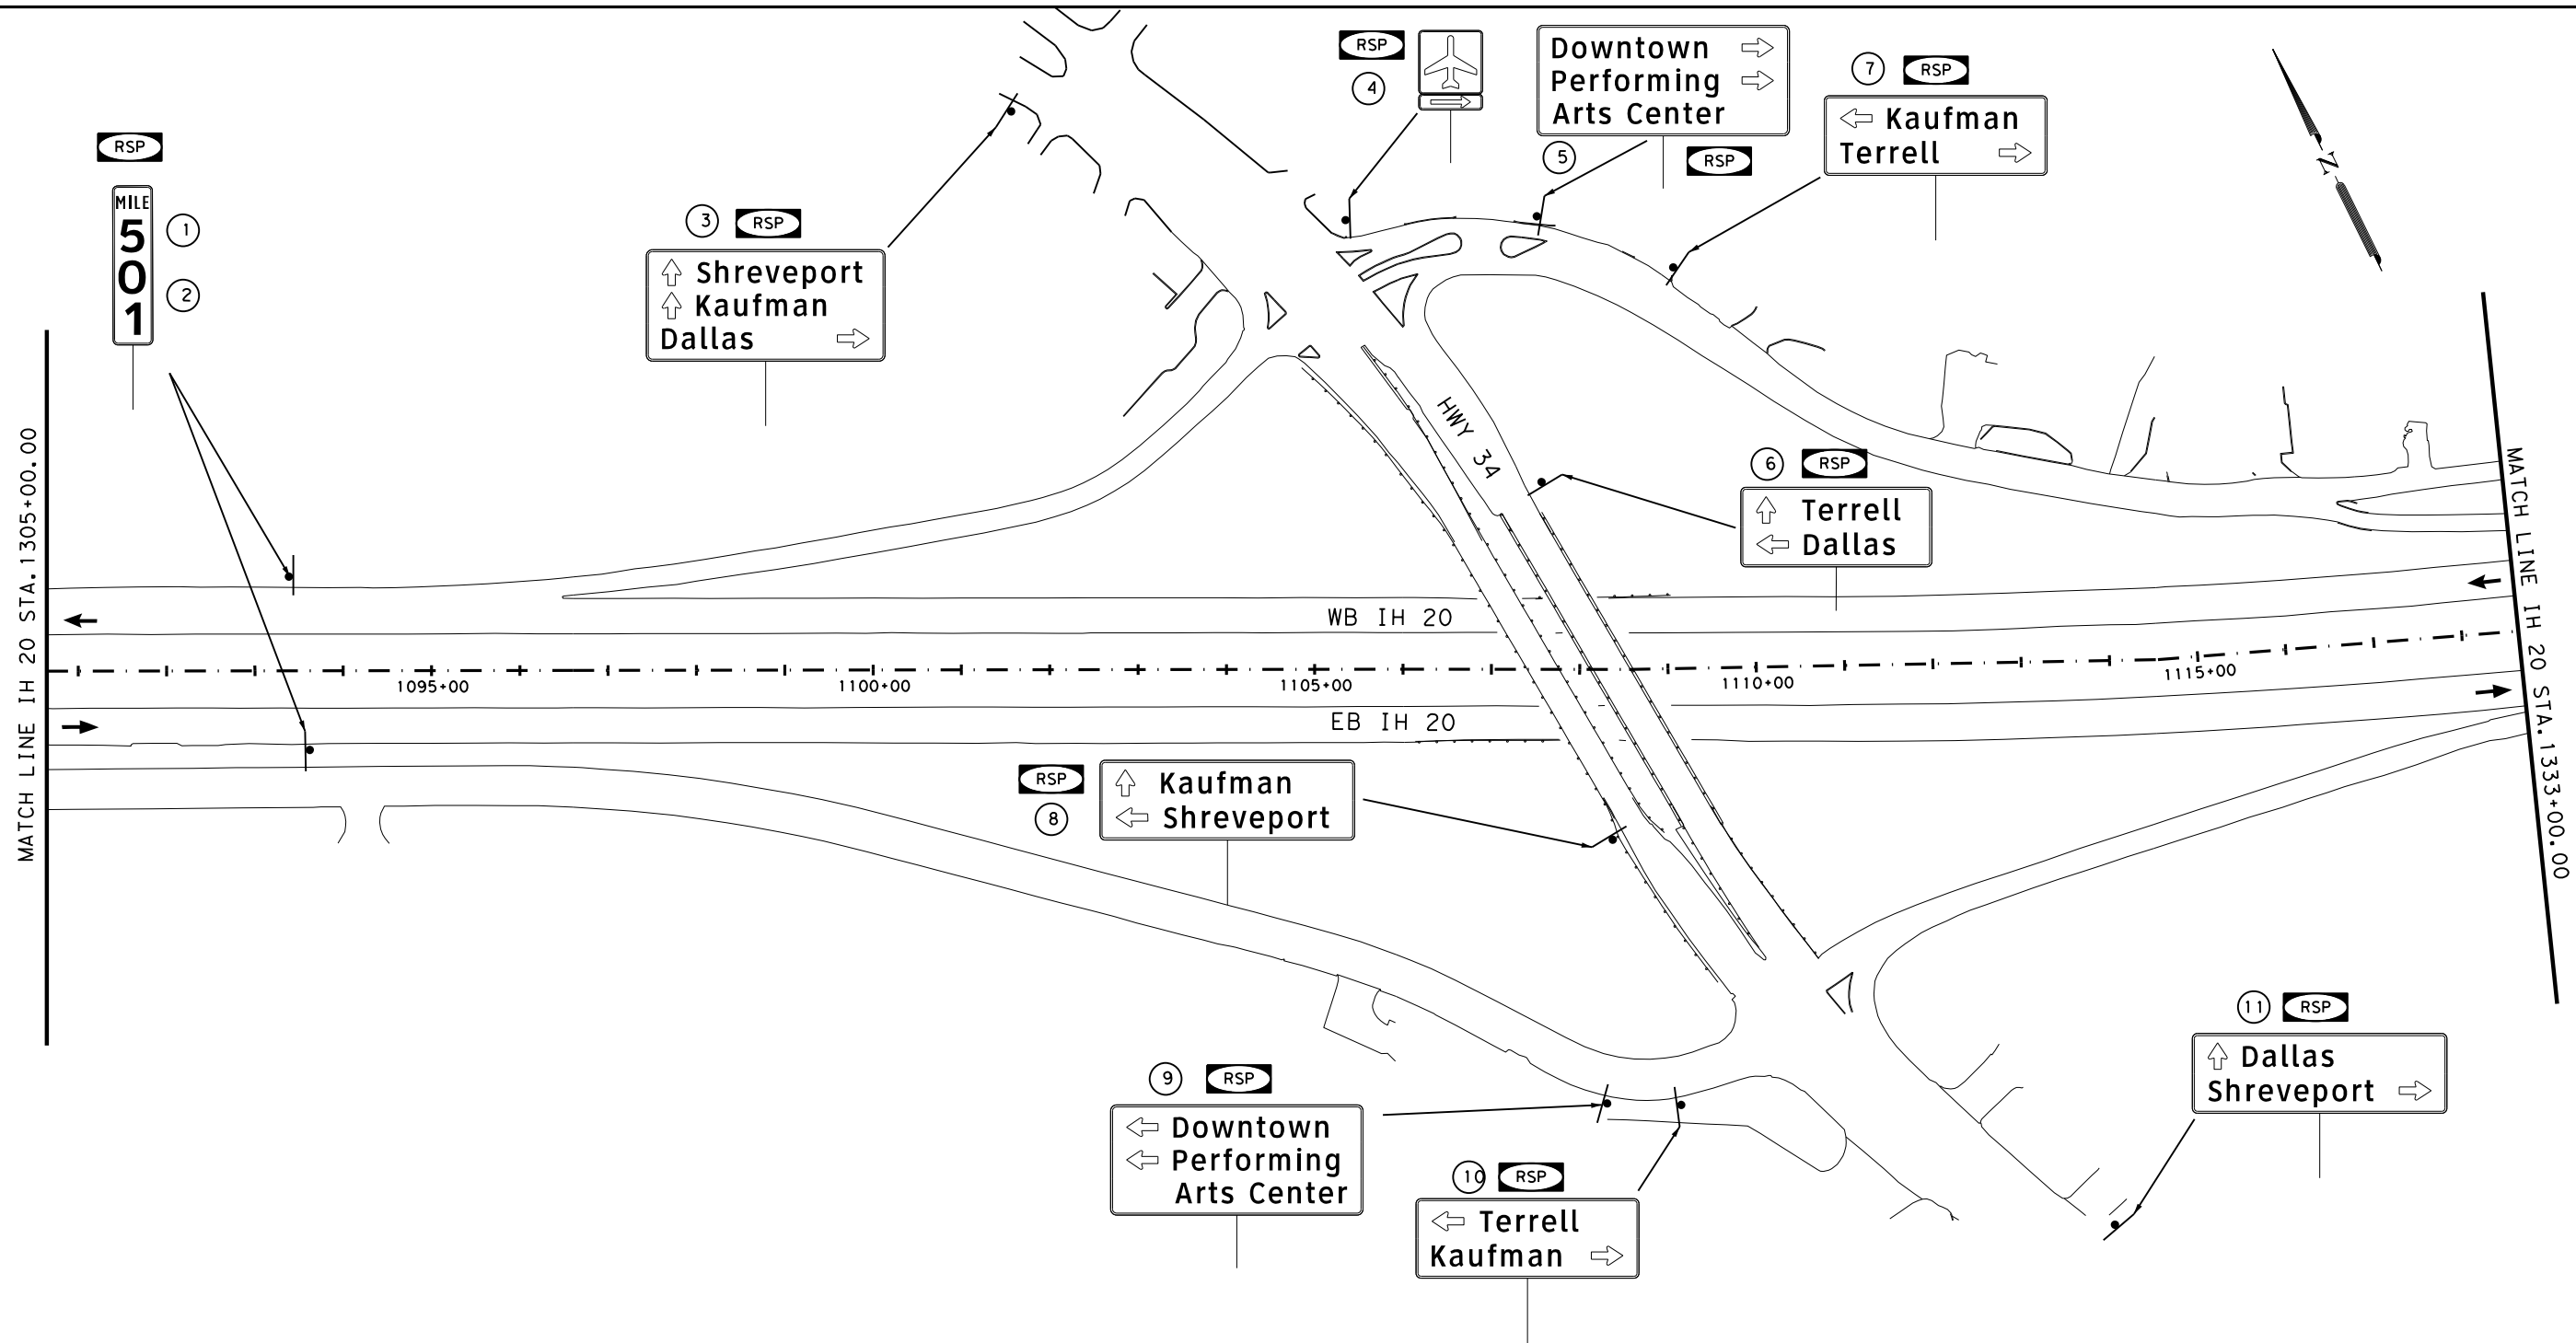 RSP
MILE
5
0
1
1
2
3 RSP
Shreveport
Kaufman
Dallas
RSP
4
Downtown
Performing
Arts Center
5
RSP
7 RSP
Kaufman
Terrell
N
HWY 34
6 RSP
Terrell
Dallas
MATCH LINE IH 20 STA.1305+00.00
WB IH 20
1095+00
1100+00
1105+00
1110+00
1115+00
EB IH 20
MATCH LINE IH 20 STA.1333+00.00
RSP
8
Kaufman
Shreveport
9 RSP
Downtown
Performing
Arts Center
10 RSP
Terrell
Kaufman
11 RSP
Dallas
Shreveport